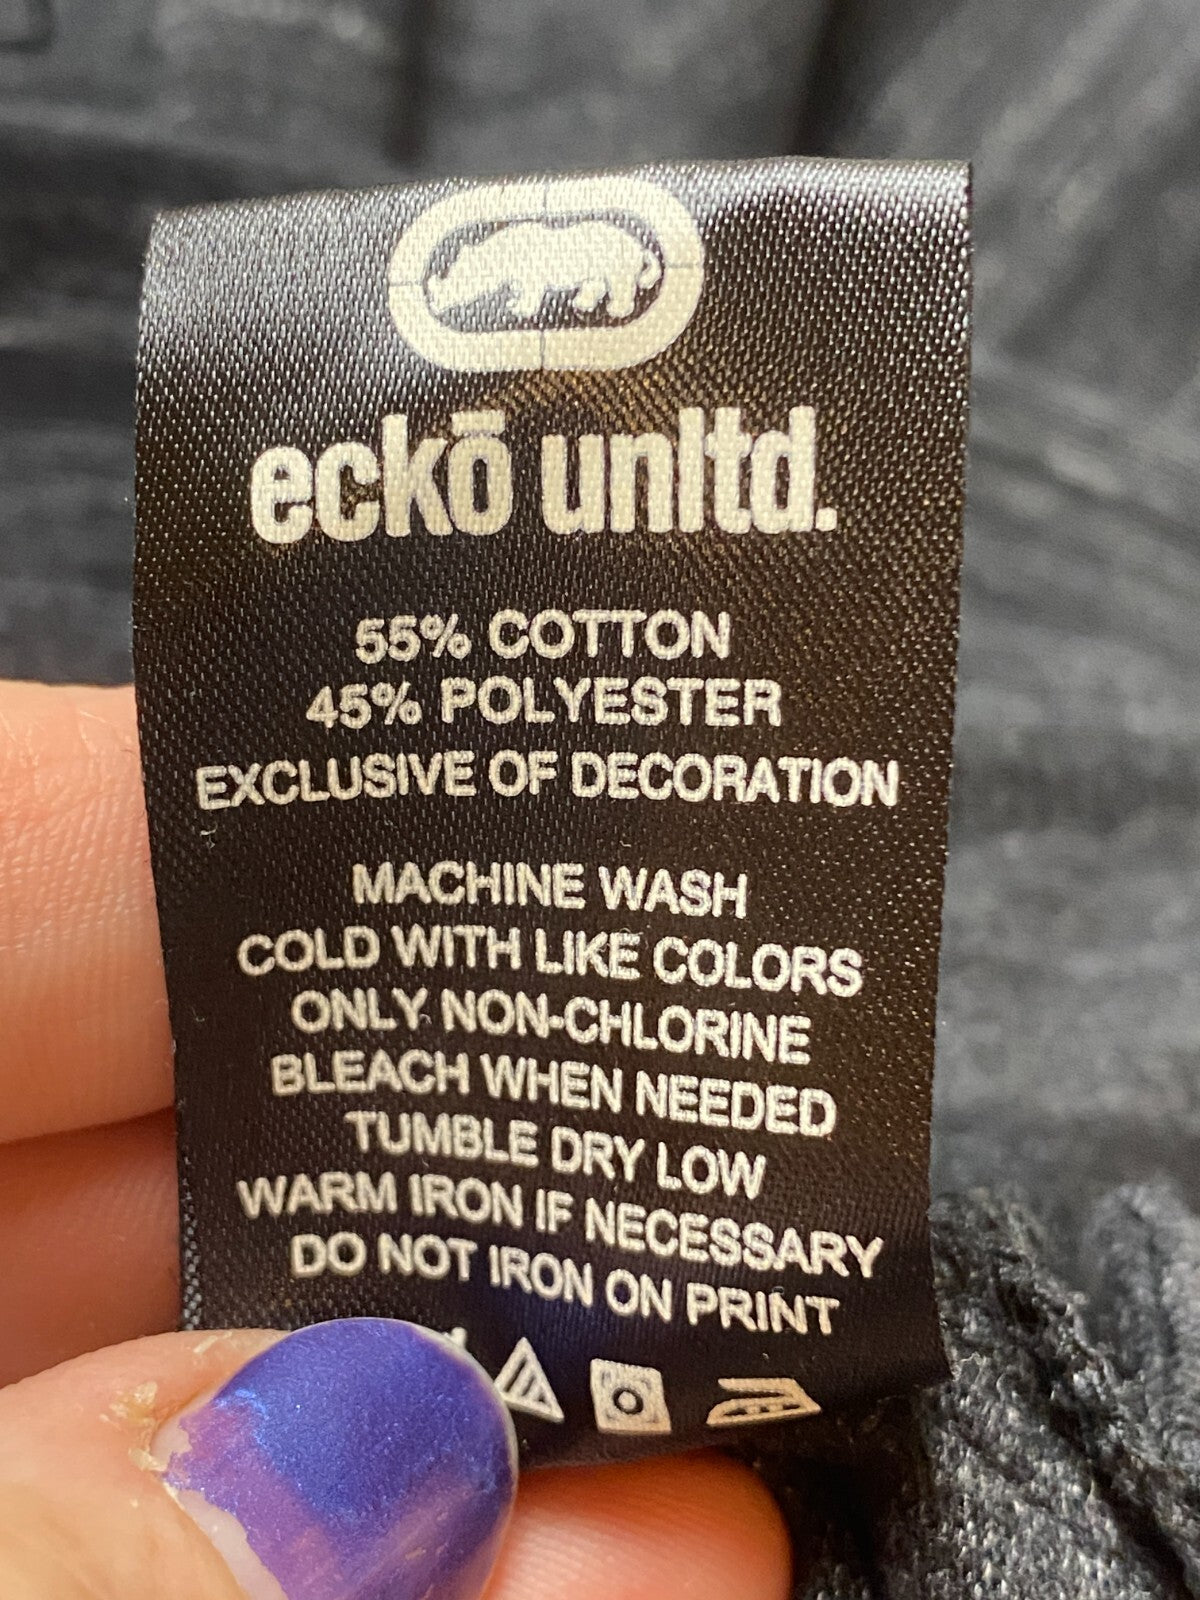 eckō unltd.
55% COTTON
45% POLYESTER
EXCLUSIVE OF DECORATION
MACHINE WASH
COLD WITH LIKE COLORS
ONLY NON-CHLORINE
BLEACH WHEN NEEDED
TUMBLE DRY LOW
WARM IRON IF NECESSARY
DO NOT IRON ON PRINT